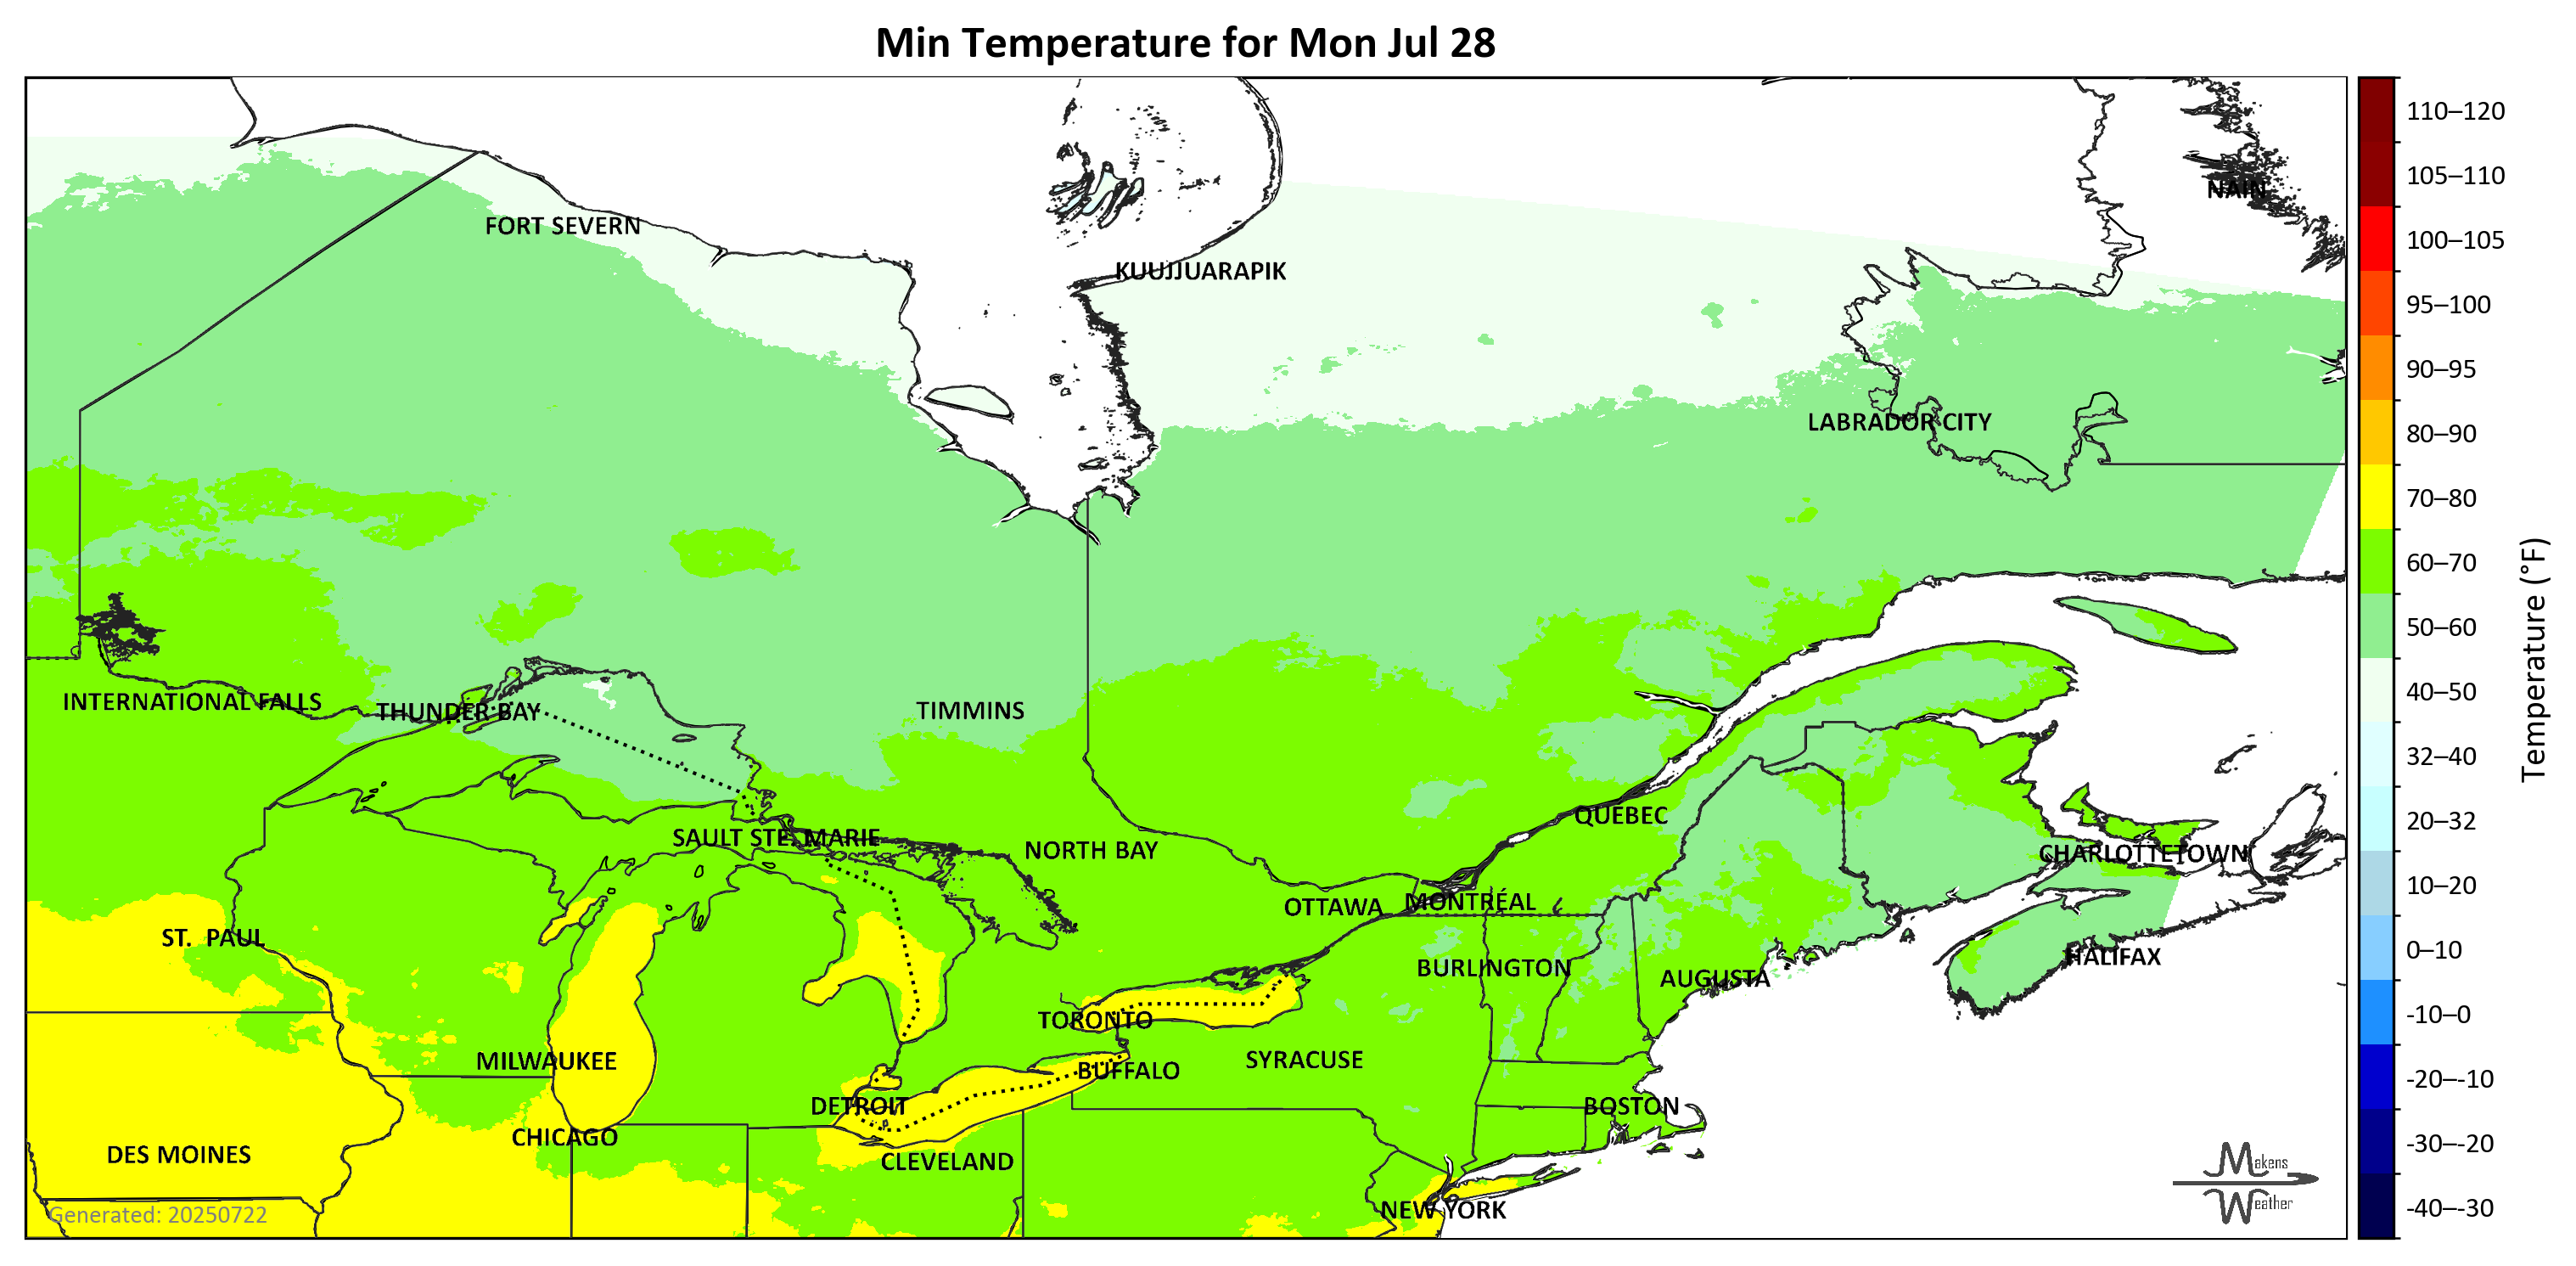 Min Temperature for Mon Jul 28
110–120
105–110
NAIN
FORT SEVERN
100–105
KUUJJUARAPIK
95–100
90–95
LABRADOR CITY
80–90
70–80
60–70
50–60
Temperature (°F)
INTERNATIONAL FALLS
THUNDER BAY
TIMMINS
40–50
32–40
QUÉBEC
20–32
SAULT STE. MARIE
NORTH BAY
CHARLOTTETOWN
10–20
OTTAWA
MONTRÉAL
ST. PAUL
0–10
BURLINGTON
HALIFAX
AUGUSTA
TORONTO
-10–0
MILWAUKEE
SYRACUSE
BUFFALO
-20–-10
DETROIT
BOSTON
CHICAGO
-30–-20
DES MOINES
CLEVELAND
Makens
Weather
NEW YORK
-40–-30
Generated: 20250722